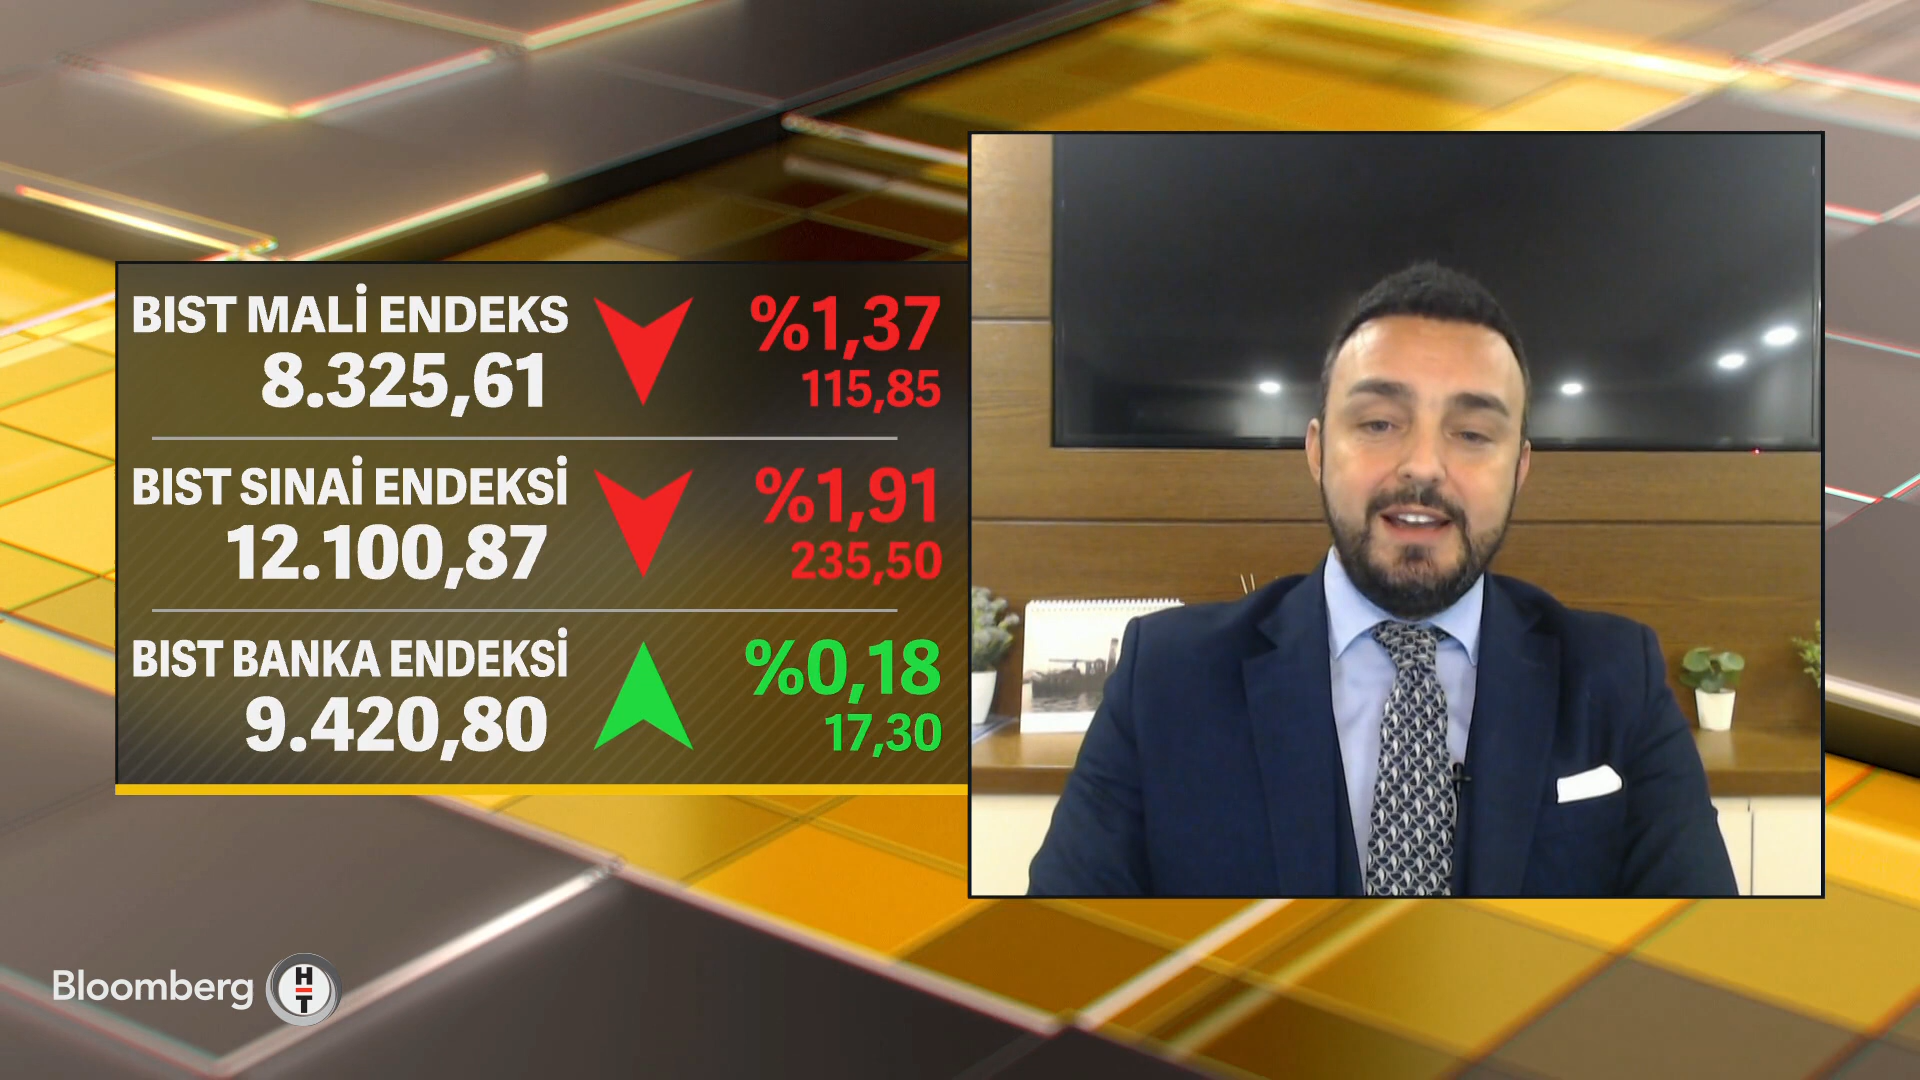 BIST MALİ ENDEKS
8.325,61
%1,37
115,85
BIST SINAİ ENDEKSİ
12.100,87
%1,91
235,50
BIST BANKA ENDEKSİ
9.420,80
%0,18
17,30
Bloomberg HT